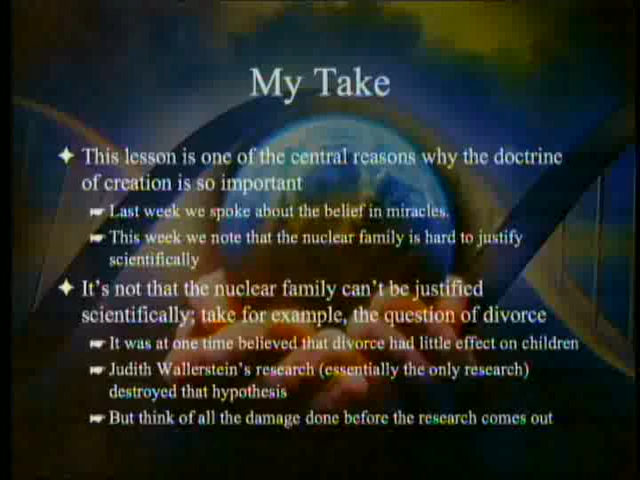 My Take
This lesson is one of the central reasons why the doctrine
of creation is so important
Last week we spoke about the belief in miracles.
This week we note that the nuclear family is hard to justify
scientifically
It's not that the nuclear family can't be justified
scientifically; take for example, the question of divorce
It was at one time believed that divorce had little effect on children
Judith Wallerstein's research (essentially the only research)
destroyed that hypothesis
But think of all the damage done before the research comes out